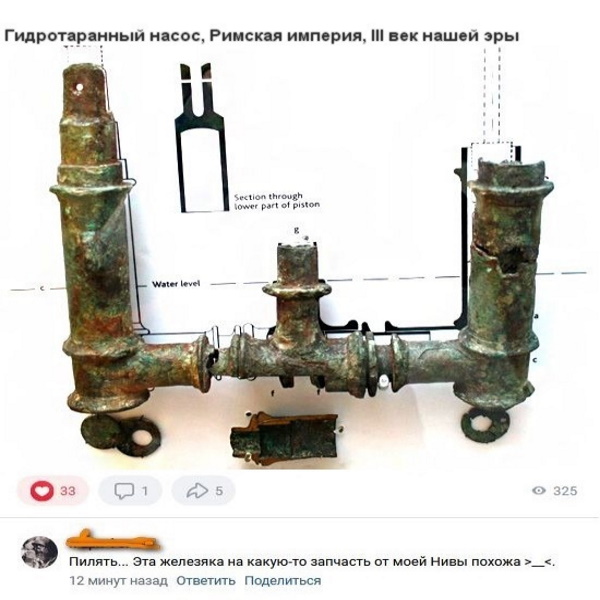 Гидротаранный насос, Римская империя, III век нашей эры
Section through
lower part of piston
g
a
c
Water level
a
c
f
f
33
1
5
325
Пилять... Эта железяка на какую-то запчасть от моей Нивы похожа >__<.
12 минут назад Ответить Поделиться